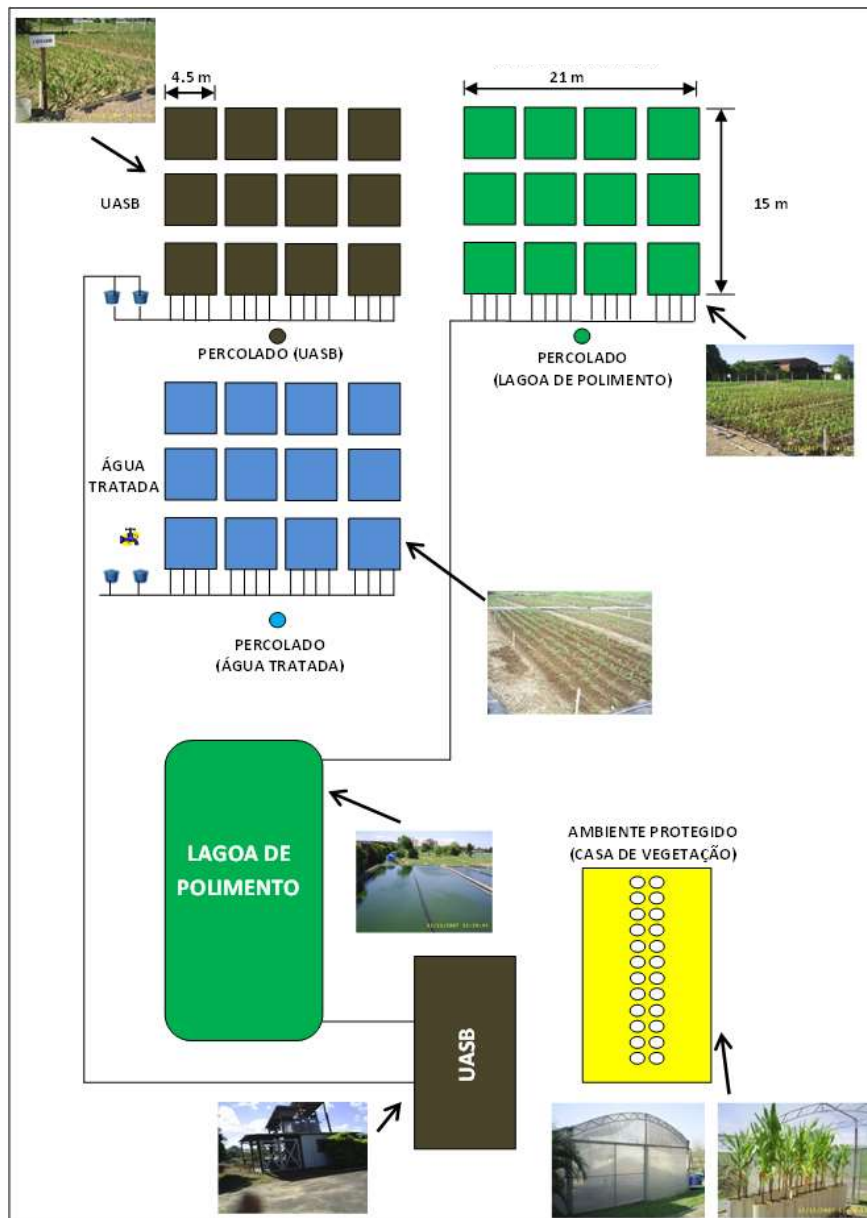 4.5 m
21 m
UASB
15 m
PERCOLADO (UASB)
PERCOLADO
(LAGOA DE POLIMENTO)
ÁGUA
TRATADA
PERCOLADO
(ÁGUA TRATADA)
LAGOA DE
POLIMENTO
AMBIENTE PROTEGIDO
(CASA DE VEGETAÇÃO)
UASB